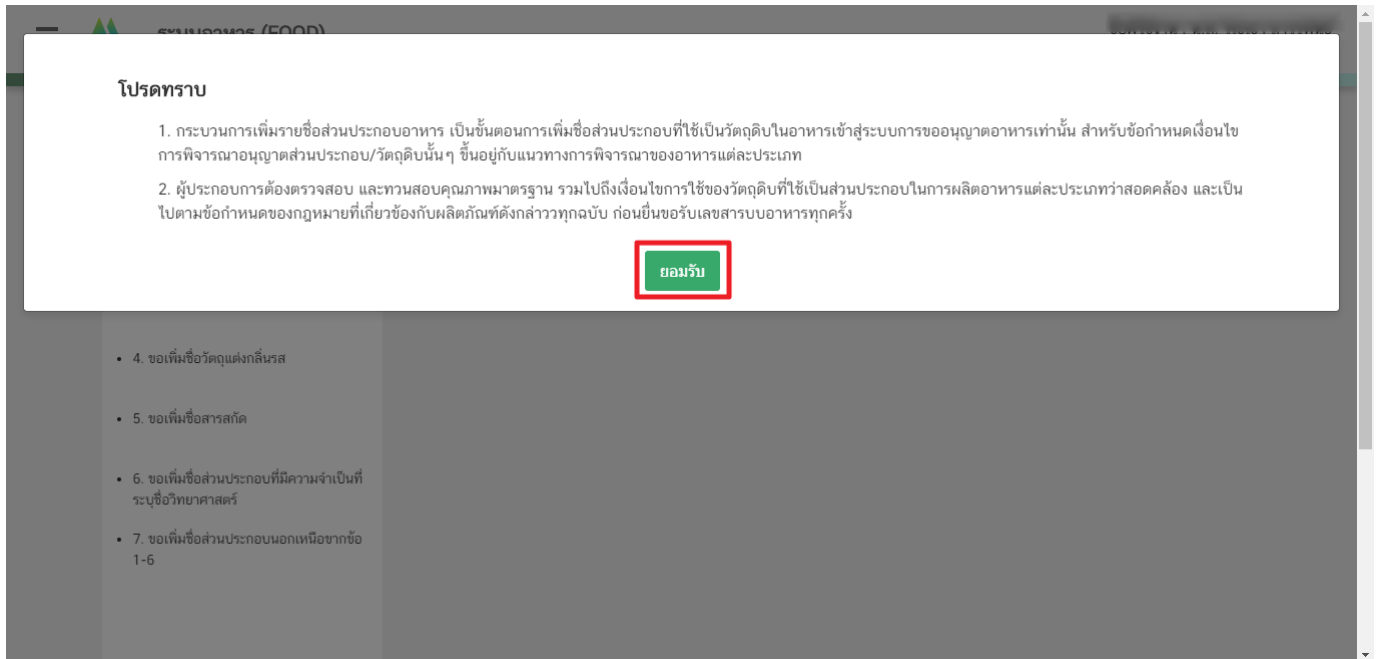 ระบบอาหาร (FOOD)
โปรดทราบ
1. กระบวนการเพิ่มรายชื่อส่วนประกอบอาหาร เป็นขั้นตอนการเพิ่มชื่อส่วนประกอบที่ใช้เป็นวัตถุดิบในอาหารเข้าสู่ระบบการขออนุญาตอาหารเท่านั้น สำหรับข้อกำหนดเงื่อนไข
การพิจารณาอนุญาตส่วนประกอบ/วัตถุดิบนั้นๆ ขึ้นอยู่กับแนวทางการพิจารณาของอาหารแต่ละประเภท
2. ผู้ประกอบการต้องตรวจสอบ และทวนสอบคุณภาพมาตรฐาน รวมไปถึงเงื่อนไขการใช้ของวัตถุดิบที่ใช้เป็นส่วนประกอบในการผลิตอาหารแต่ละประเภทว่าสอดคล้อง และเป็น
ไปตามข้อกำหนดของกฎหมายที่เกี่ยวข้องกับผลิตภัณฑ์ดังกล่าววทุกฉบับ ก่อนยื่นขอรับเลขสารบบอาหารทุกครั้ง
ยอมรับ
4. ขอเพิ่มชื่อวัตถุแต่งกลิ่นรส
5. ขอเพิ่มชื่อสารสกัด
6. ขอเพิ่มชื่อส่วนประกอบที่มีความจำเป็นที่
ระบุชื่อวิทยาศาสตร์
7. ขอเพิ่มชื่อส่วนประกอบนอกเหนือจากข้อ
1-6